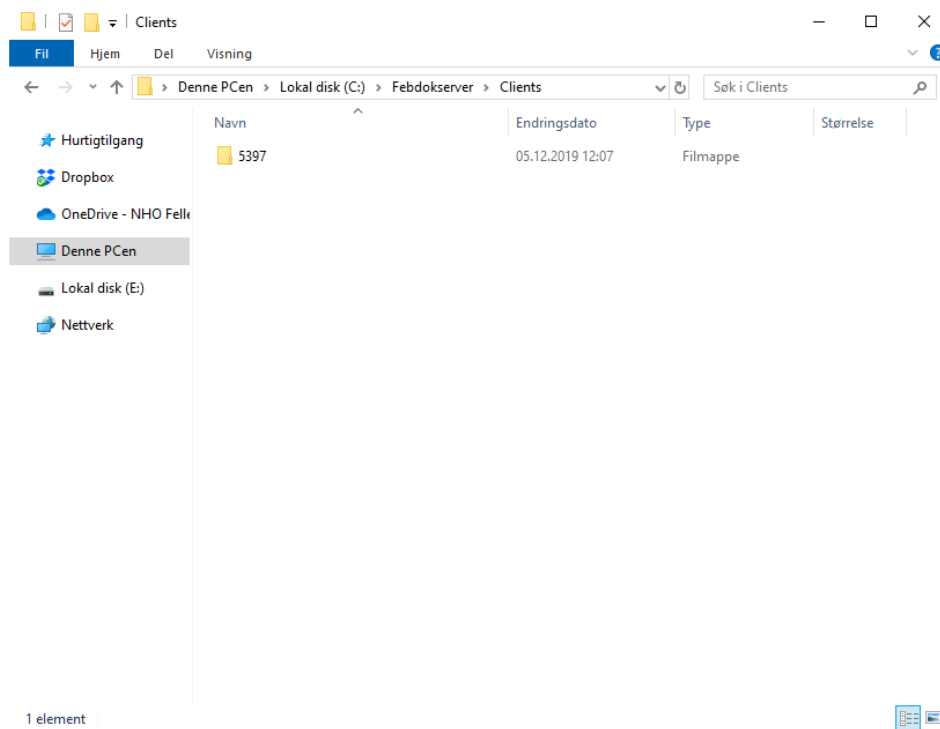 Clients
Fil Hjem Del Visning
Denne PCen Lokal disk (C:) Febdokserver Clients Søk i Clients
Navn Endringsdato Type Størrelse
5397 05.12.2019 12:07 Filmappe
Hurtigtilgang
Dropbox
OneDrive - NHO Felle
Denne PCen
Lokal disk (E:)
Nettverk
1 element